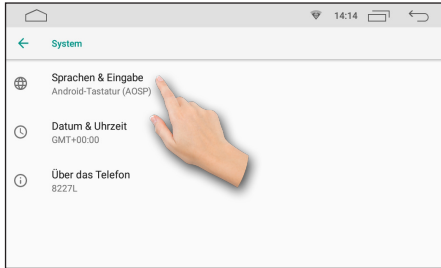 14:14
System
Sprachen & Eingabe
Android-Tastatur (AOSP)
Datum & Uhrzeit
GMT+00:00
Über das Telefon
8227L